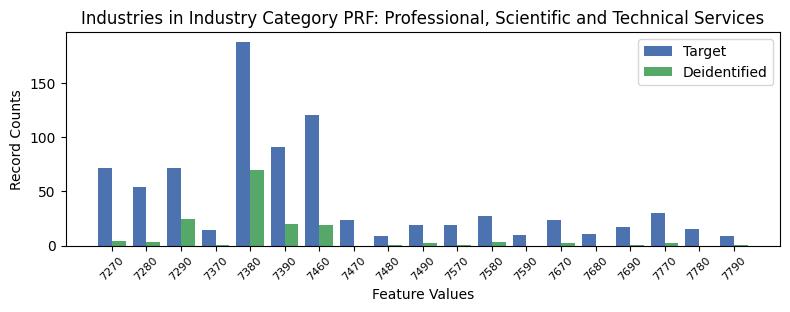 Industries in Industry Category PRF: Professional, Scientific and Technical Services
Target
Deidentified
Record Counts
150
100
50
0
7270 7280 7290 7370 7380 7390 7460 7470 7480 7490 7570 7580 7590 7670 7680 7690 7770 7780 7790
Feature Values